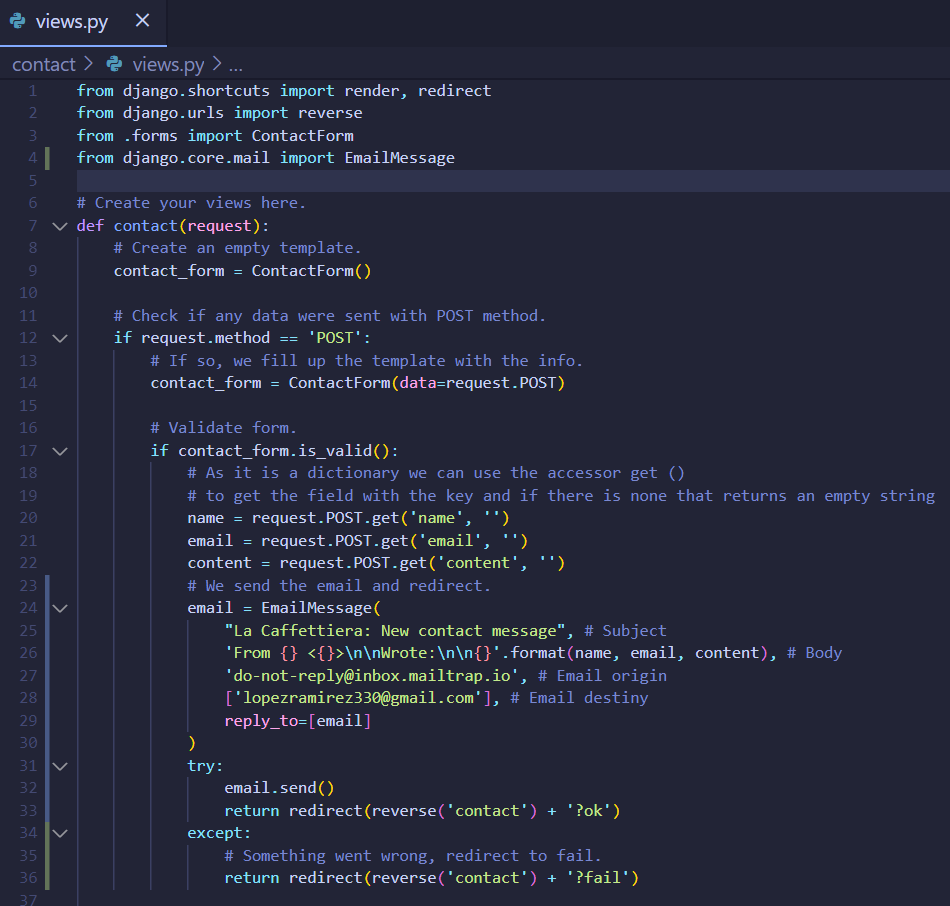 views.py
contact > views.py > ...
1 from django.shortcuts import render, redirect
2 from django.urls import reverse
3 from .forms import ContactForm
4 from django.core.mail import EmailMessage
5
6 # Create your views here.
7 def contact(request):
8     # Create an empty template.
9     contact_form = ContactForm()
10
11     # Check if any data were sent with POST method.
12     if request.method == 'POST':
13         # If so, we fill up the template with the info.
14         contact_form = ContactForm(data=request.POST)
15
16         # Validate form.
17         if contact_form.is_valid():
18             # As it is a dictionary we can use the accessor get ()
19             # to get the field with the key and if there is none that returns an empty string
20             name = request.POST.get('name', '')
21             email = request.POST.get('email', '')
22             content = request.POST.get('content', '')
23             # We send the email and redirect.
24             email = EmailMessage(
25                 "La Caffettiera: New contact message", # Subject
26                 'From {} <{}>\n\nWrote:\n\n{}'.format(name, email, content), # Body
27                 'do-not-reply@inbox.mailtrap.io', # Email origin
28                 ['lopezramirez330@gmail.com'], # Email destiny
29                 reply_to=[email]
30             )
31             try:
32                 email.send()
33                 return redirect(reverse('contact') + '?ok')
34             except:
35                 # Something went wrong, redirect to fail.
36                 return redirect(reverse('contact') + '?fail')
37